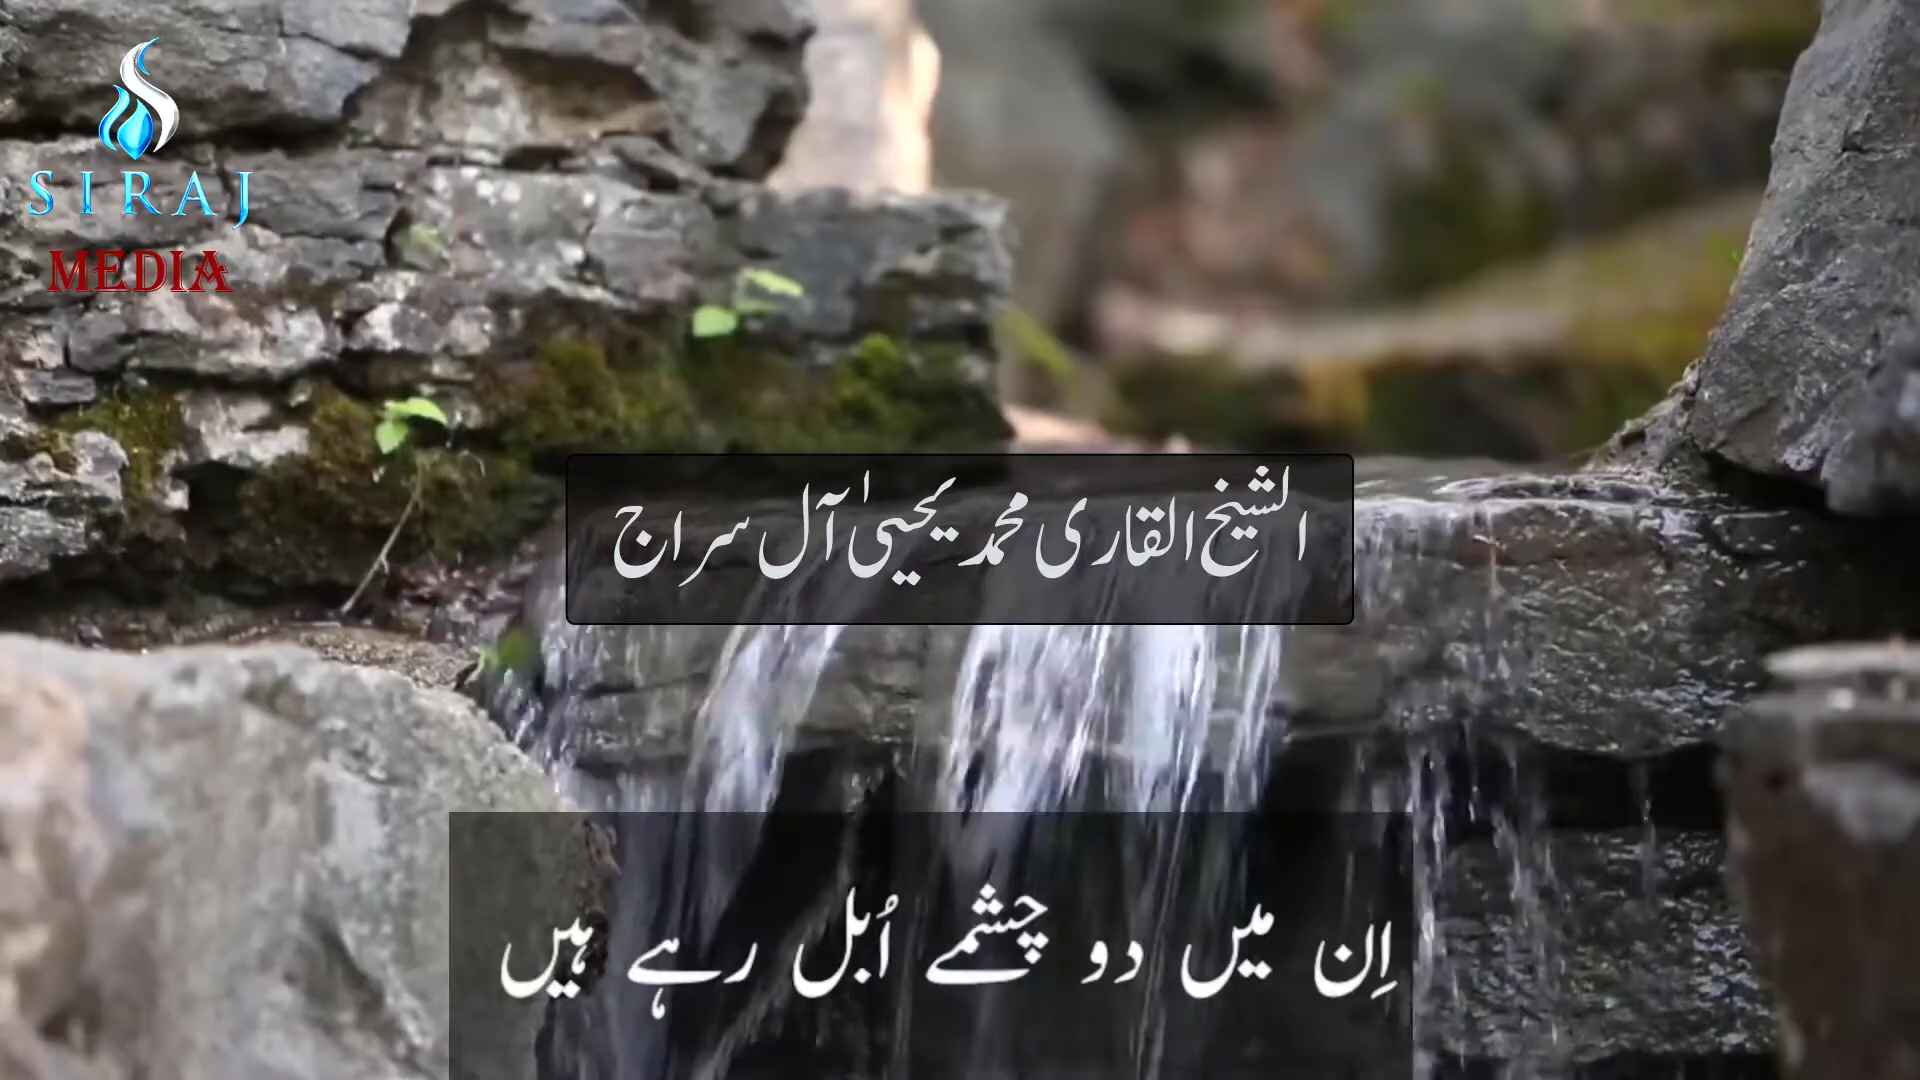 SIRAJ
MEDIA
الشیخ القاری محمد یحییٰ آل سراج
اِن میں دو چشمے اُبل رہے ہیں